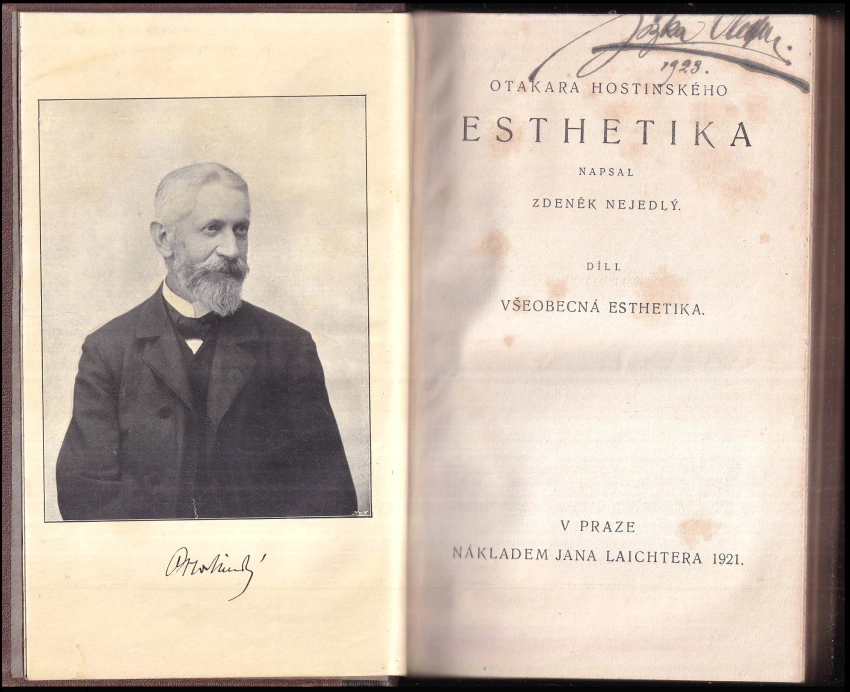 OTAKARA HOSTINSKÉHO
ESTHETIKA
NAPSAL
ZDENĚK NEJEDLÝ.
DÍL I.
VŠEOBECNÁ ESTHETIKA.
V PRAZE
NÁKLADEM JANA LAICHTERA 1921.
1923.